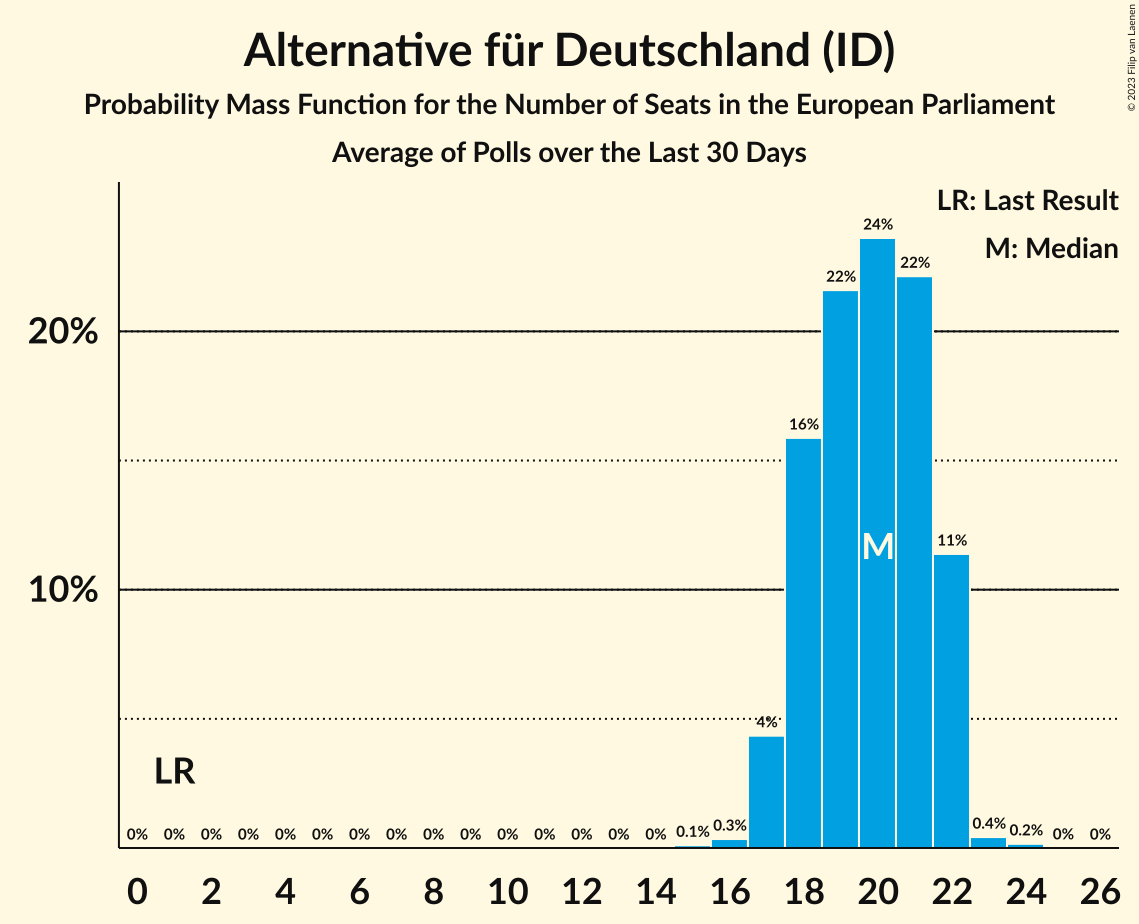 Alternative für Deutschland (ID)
Probability Mass Function for the Number of Seats in the European Parliament
Average of Polls over the Last 30 Days
© 2023 Filip van Laenen
LR: Last Result
M: Median
24%
22% 22%
20%
16%
M
11%
10%
4%
LR
0% 0% 0% 0% 0% 0% 0% 0% 0% 0% 0% 0% 0% 0% 0% 0.1% 0.3% 0.4% 0.2% 0% 0%
0 2 4 6 8 10 12 14 16 18 20 22 24 26